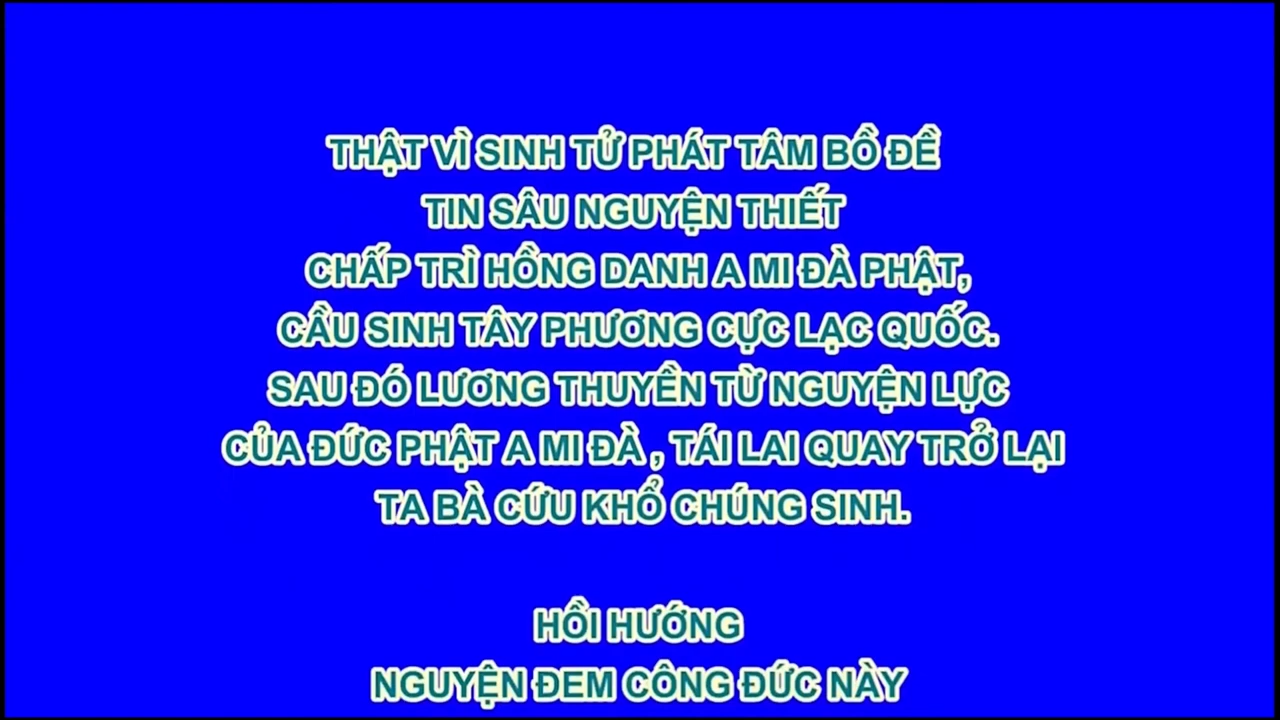 THẬT VÌ SINH TỬ PHÁT TÂM BỒ ĐỀ
TIN SÂU NGUYỆN THIẾT
CHẤP TRÌ HỒNG DANH A MI ĐÀ PHẬT,
CẦU SINH TÂY PHƯƠNG CỰC LẠC QUỐC.
SAU ĐÓ LƯƠNG THUYỀN TỪ NGUYỆN LỰC
CỦA ĐỨC PHẬT A MI ĐÀ , TÁI LAI QUAY TRỞ LẠI
TA BÀ CỨU KHỔ CHÚNG SINH.
HỒI HƯỚNG
NGUYỆN ĐEM CÔNG ĐỨC NÀY